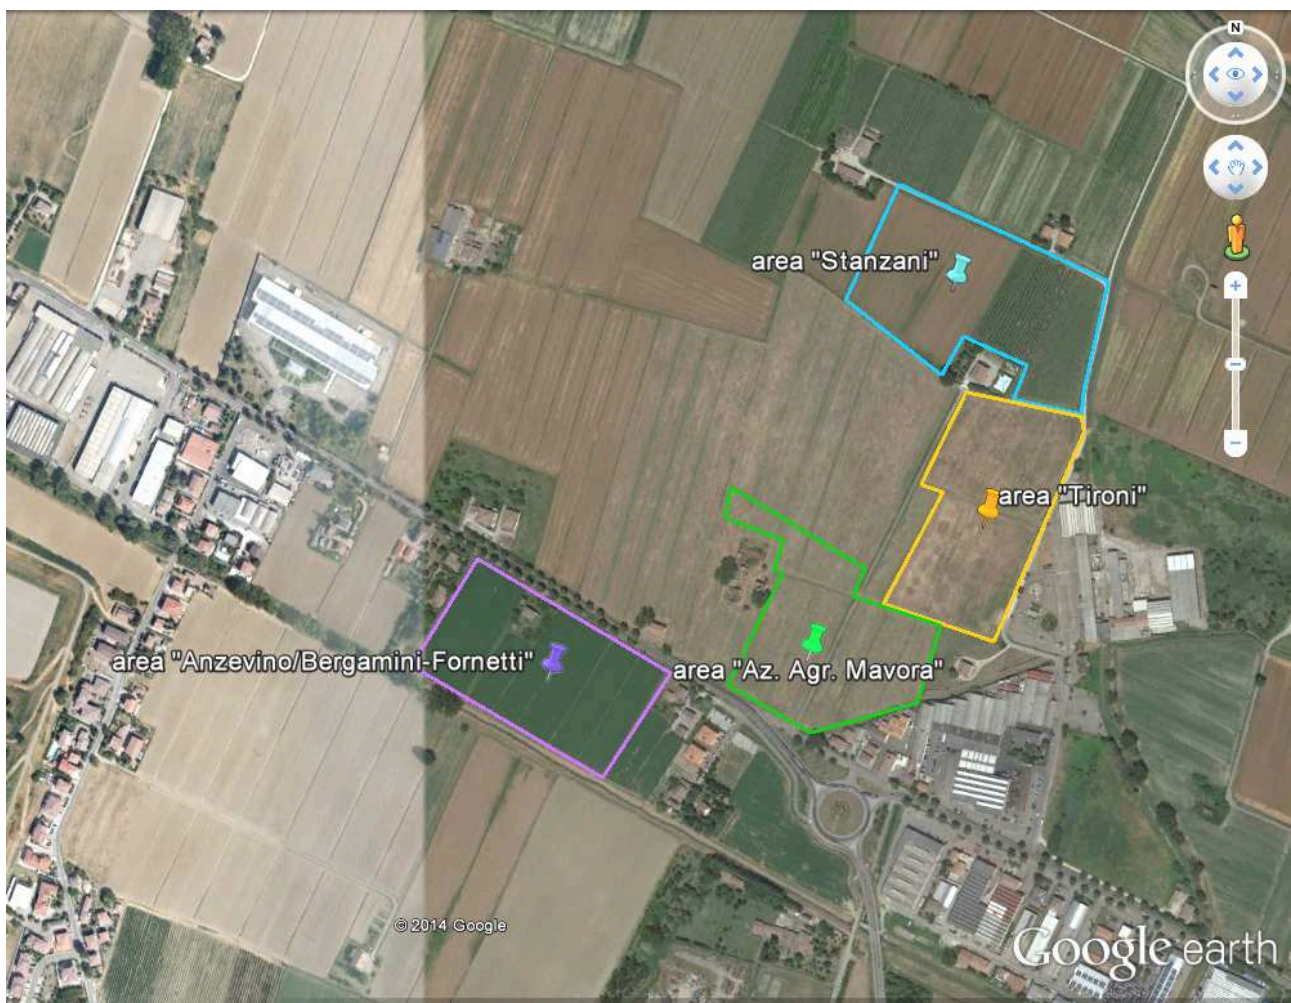 N
area "Stanzani"
area "Tironi"
area "Anzevino/Bergamini-Fornetti"
area "Az. Agr. Mavora"
© 2014 Google
Google earth